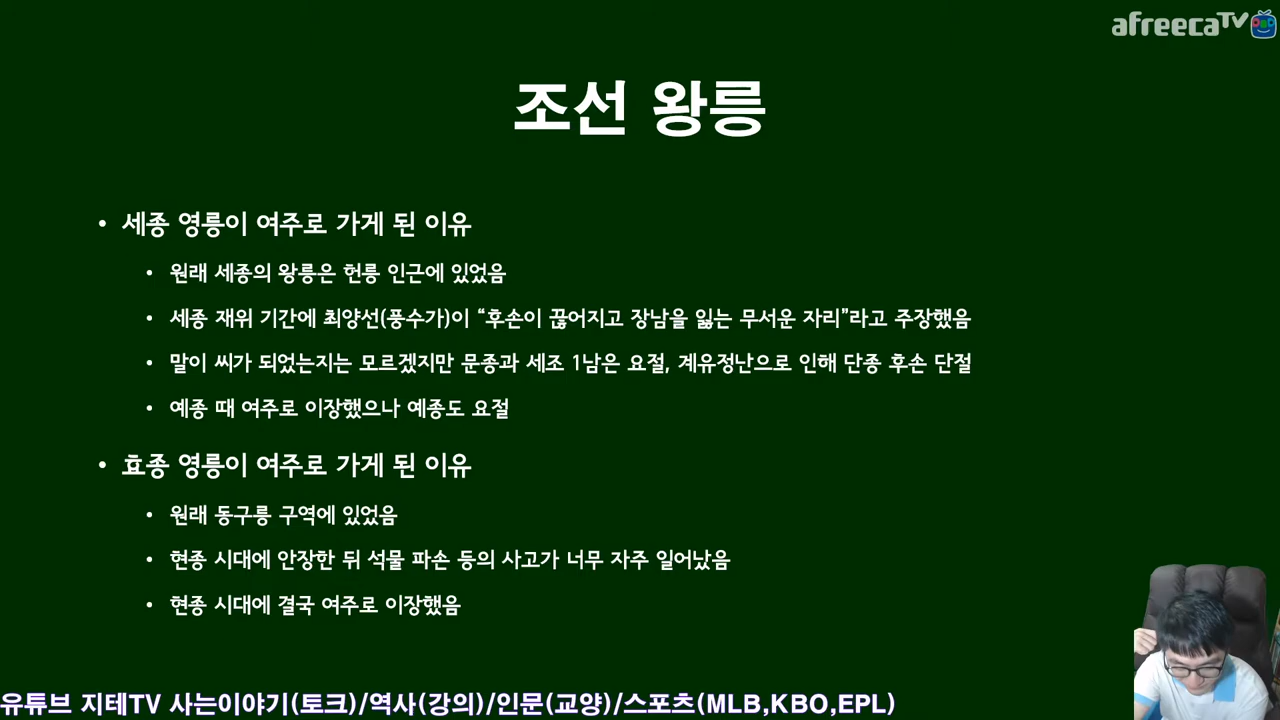 afreecaTV
조선 왕릉
• 세종 영릉이 여주로 가게 된 이유
• 원래 세종의 왕릉은 헌릉 인근에 있었음
• 세종 재위 기간에 최양선(풍수가)이 “후손이 끊어지고 장남을 잃는 무서운 자리”라고 주장했음
• 말이 씨가 되었는지는 모르겠지만 문종과 세조 1남은 요절, 계유정난으로 인해 단종 후손 단절
• 예종 때 여주로 이장했으나 예종도 요절
• 효종 영릉이 여주로 가게 된 이유
• 원래 동구릉 구역에 있었음
• 현종 시대에 안장한 뒤 석물 파손 등의 사고가 너무 자주 일어났음
• 현종 시대에 결국 여주로 이장했음
유튜브 지테TV 사는이야기(토크)/역사(강의)/인문(교양)/스포츠(MLB,KBO,EPL)